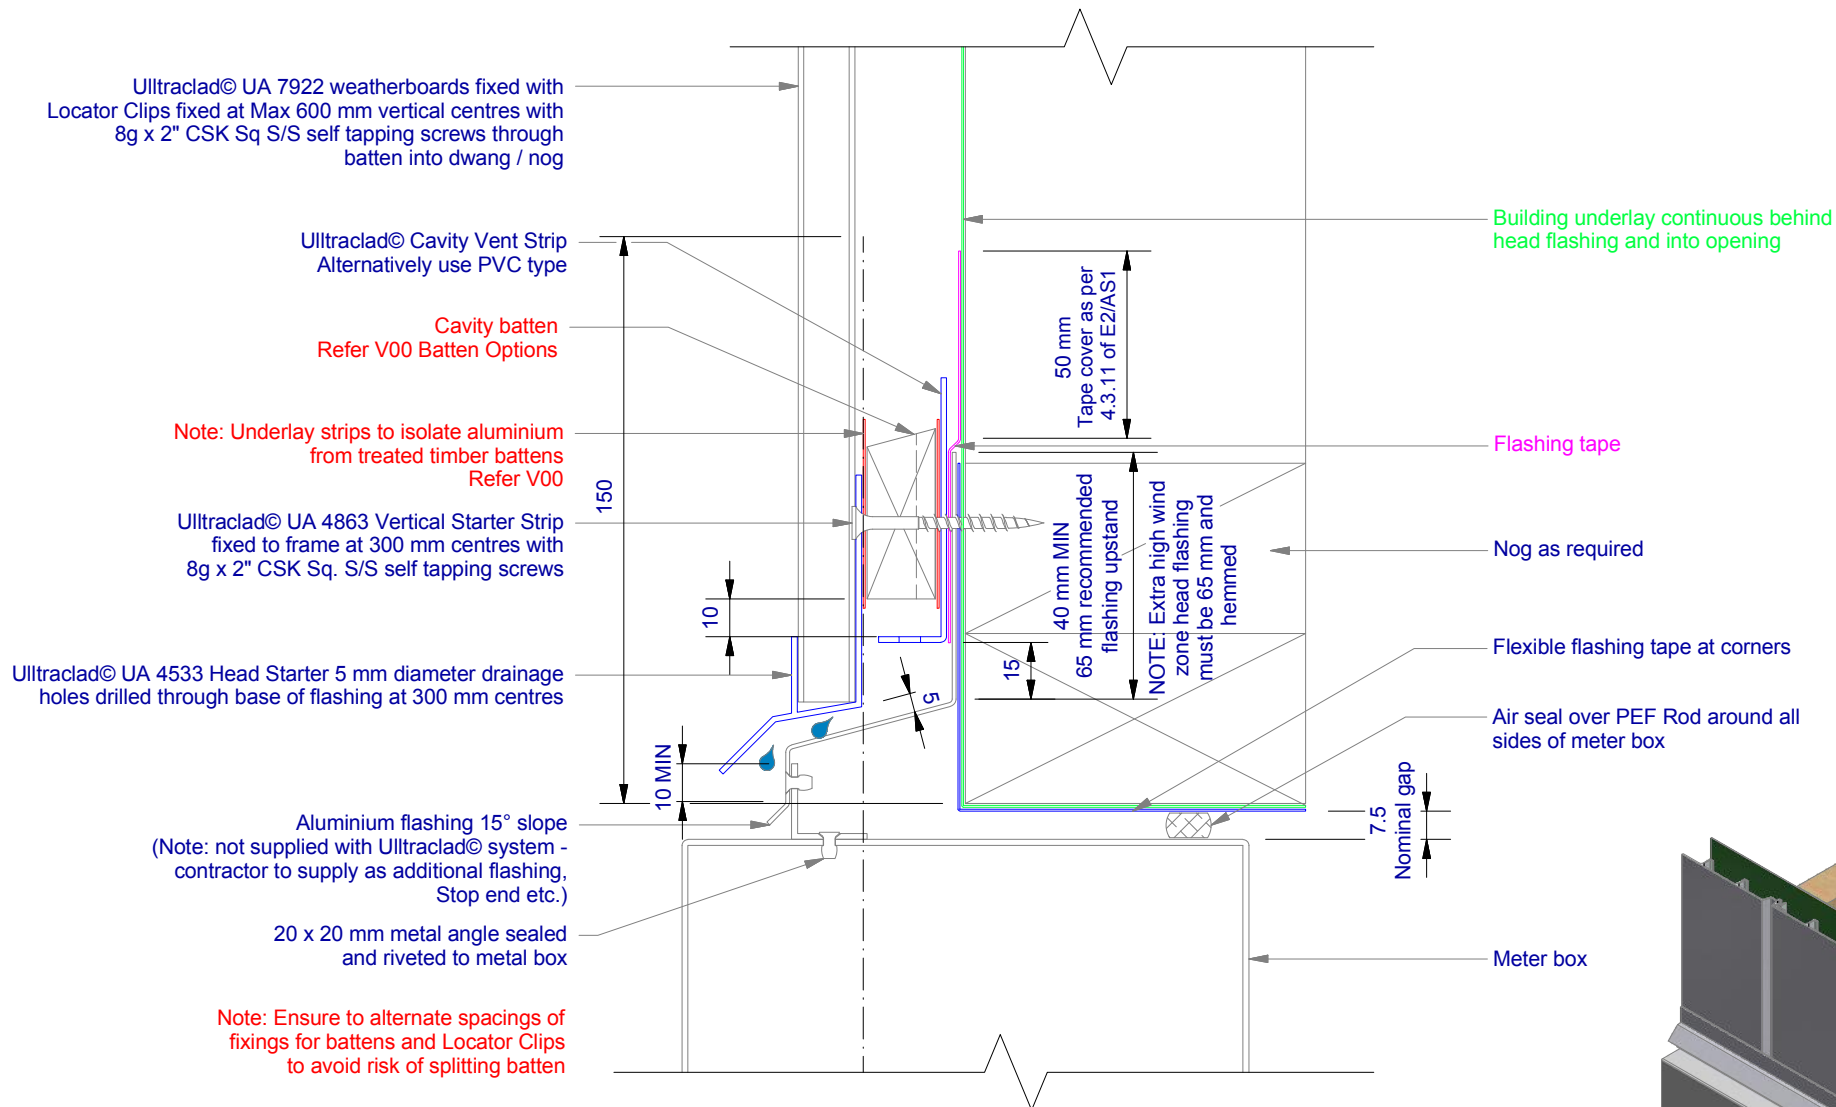 Ulltraclad© UA 7922 weatherboards fixed with
Locator Clips fixed at Max 600 mm vertical centres with
8g x 2" CSK Sq S/S self tapping screws through
batten into dwang / nog
Ulltraclad© Cavity Vent Strip
Alternatively use PVC type
Cavity batten
Refer V00 Batten Options
Note: Underlay strips to isolate aluminium
from treated timber battens
Refer V00
Ulltraclad© UA 4863 Vertical Starter Strip
fixed to frame at 300 mm centres with
8g x 2" CSK Sq. S/S self tapping screws
Ulltraclad© UA 4533 Head Starter 5 mm diameter drainage
holes drilled through base of flashing at 300 mm centres
Aluminium flashing 15° slope
(Note: not supplied with Ulltraclad© system -
contractor to supply as additional flashing,
Stop end etc.)
20 x 20 mm metal angle sealed
and riveted to metal box
Note: Ensure to alternate spacings of
fixings for battens and Locator Clips
to avoid risk of splitting batten
150
10
10 MIN
5
15
50 mm
Tape cover as per
4.3.11 of E2/AS1
40 mm MIN
65 mm recommended
flashing upstand
NOTE: Extra high wind
zone head flashing
must be 65 mm and
hemmed
7.5
Nominal gap
Building underlay continuous behind
head flashing and into opening
Flashing tape
Nog as required
Flexible flashing tape at corners
Air seal over PEF Rod around all
sides of meter box
Meter box